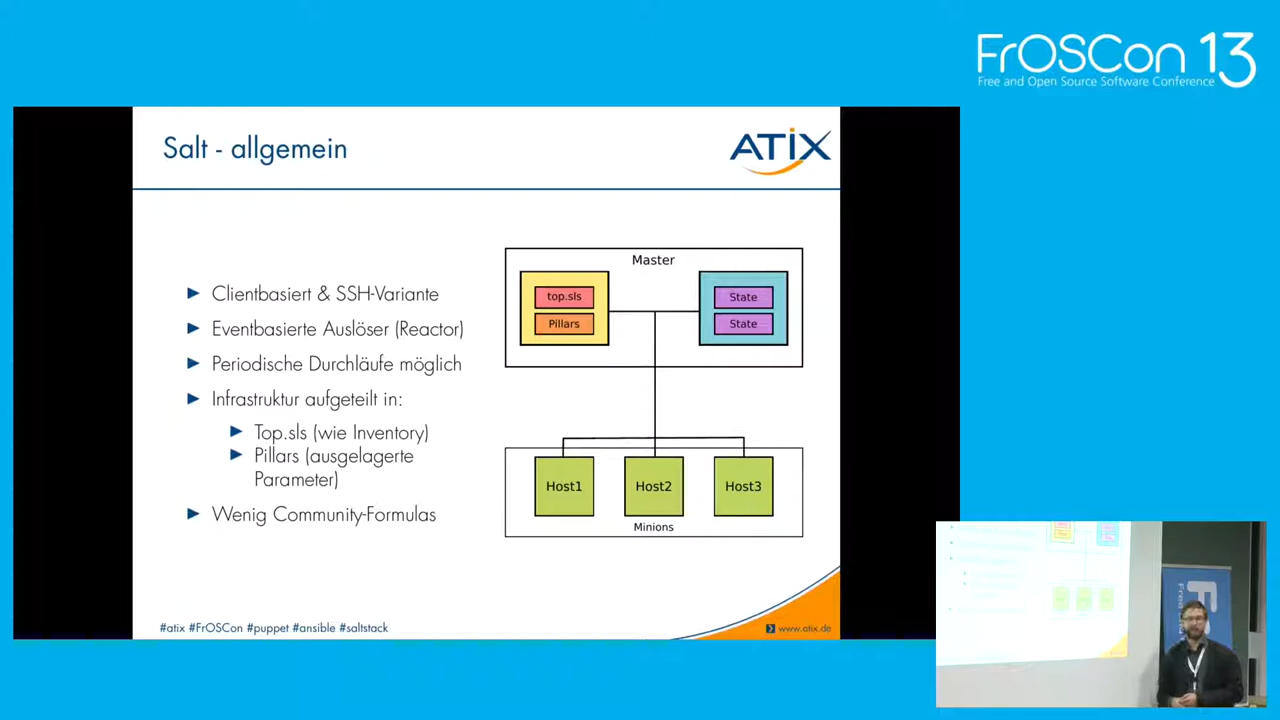 FrOSCon 13
Free and Open Source Software Conference
Salt - allgemein
ATIX
Clientbasiert & SSH-Variante
Eventbasierte Auslöser (Reactor)
Periodische Durchläufe möglich
Infrastruktur aufgeteilt in:
Top.sls (wie Inventory)
Pillars (ausgelagerte
Parameter)
Wenig Community-Formulas
Master
top.sls
Pillars
State
State
Host1
Host2
Host3
Minions
#atix #FrOSCon #puppet #ansible #saltstack
www.atix.de